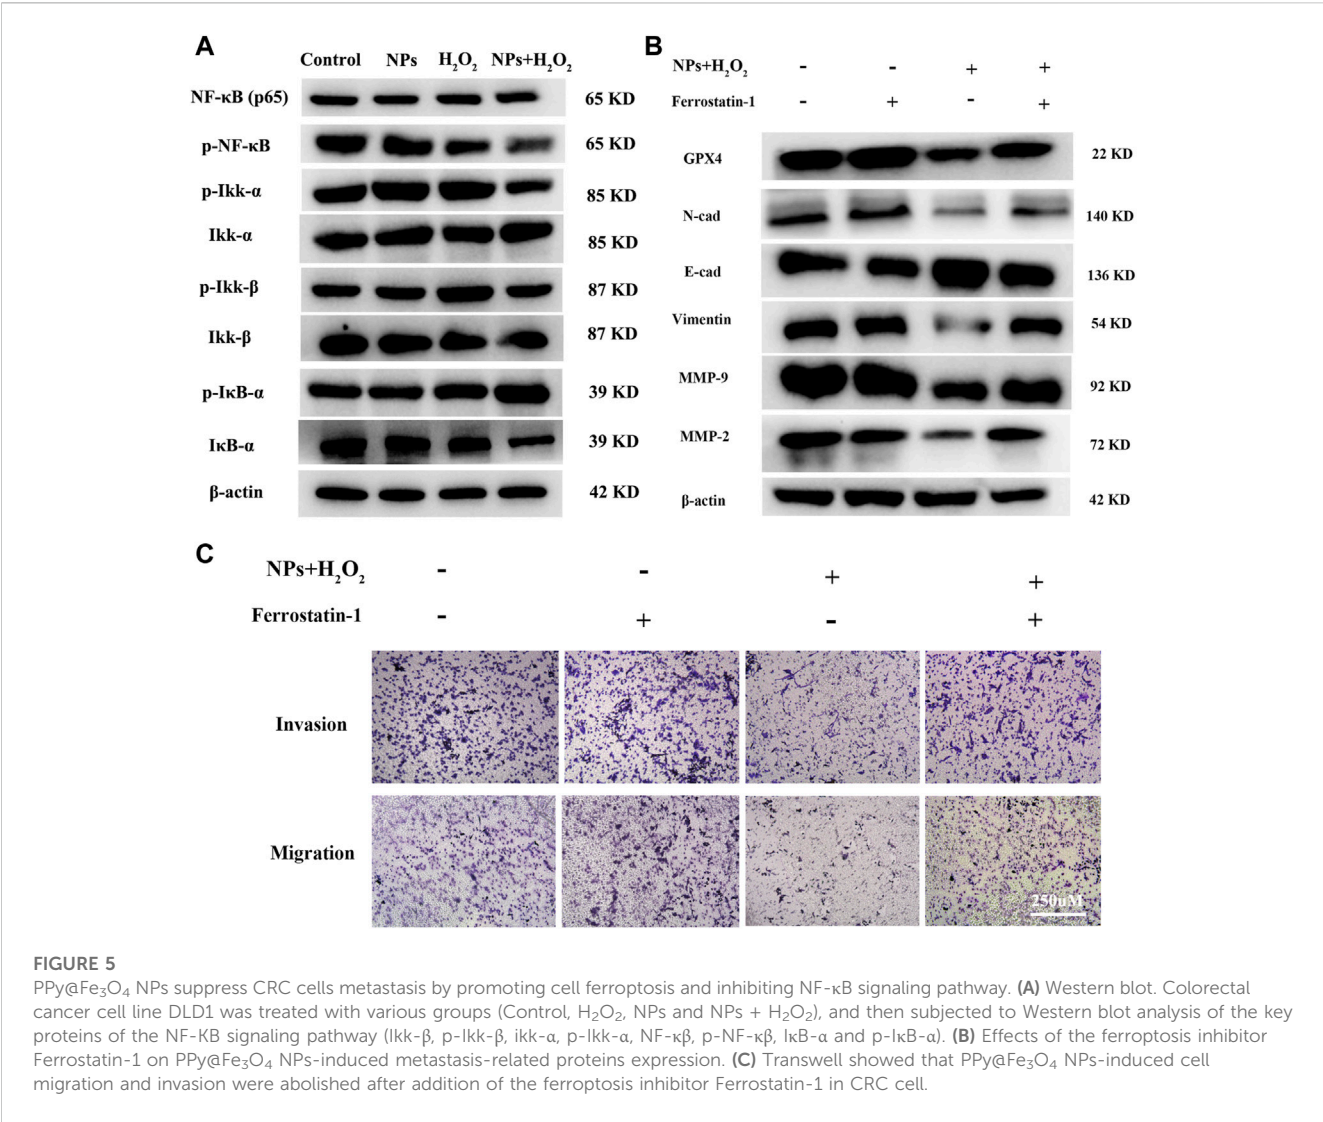 A
Control NPs H₂O₂ NPs+H₂O₂
NF-κB (p65) 65 KD
p-NF-κB 65 KD
p-Ikk-α 85 KD
Ikk-α 85 KD
p-Ikk-β 87 KD
Ikk-β 87 KD
p-IκB-α 39 KD
IκB-α 39 KD
β-actin 42 KD
B
NPs+H₂O₂ - - + +
Ferrostatin-1 - + - +
GPX4 22 KD
N-cad 140 KD
E-cad 136 KD
Vimentin 54 KD
MMP-9 92 KD
MMP-2 72 KD
β-actin 42 KD
C
NPs+H₂O₂ - - + +
Ferrostatin-1 - + - +
Invasion
Migration
250uM
FIGURE 5
PPy@Fe₃O₄ NPs suppress CRC cells metastasis by promoting cell ferroptosis and inhibiting NF-κB signaling pathway. (A) Western blot. Colorectal
cancer cell line DLD1 was treated with various groups (Control, H₂O₂, NPs and NPs + H₂O₂), and then subjected to Western blot analysis of the key
proteins of the NF-KB signaling pathway (Ikk-β, p-Ikk-β, ikk-α, p-Ikk-α, NF-κβ, p-NF-κβ, IκB-α and p-IκB-α). (B) Effects of the ferroptosis inhibitor
Ferrostatin-1 on PPy@Fe₃O₄ NPs-induced metastasis-related proteins expression. (C) Transwell showed that PPy@Fe₃O₄ NPs-induced cell
migration and invasion were abolished after addition of the ferroptosis inhibitor Ferrostatin-1 in CRC cell.